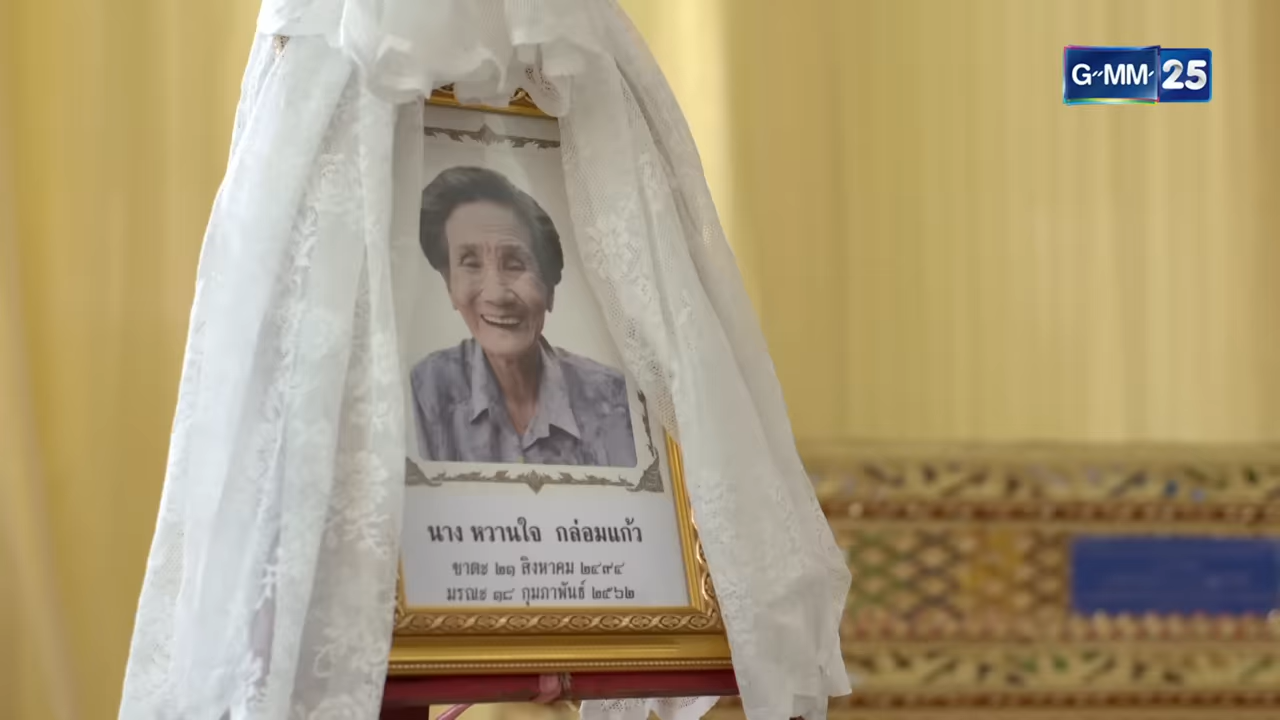 G"MM' 25
นาง หวานใจ กล่อมแก้ว
ชาตะ ๒๑ สิงหาคม ๒๔๙๔
มรณะ ๑๘ กุมภาพันธ์ ๒๕๖๒